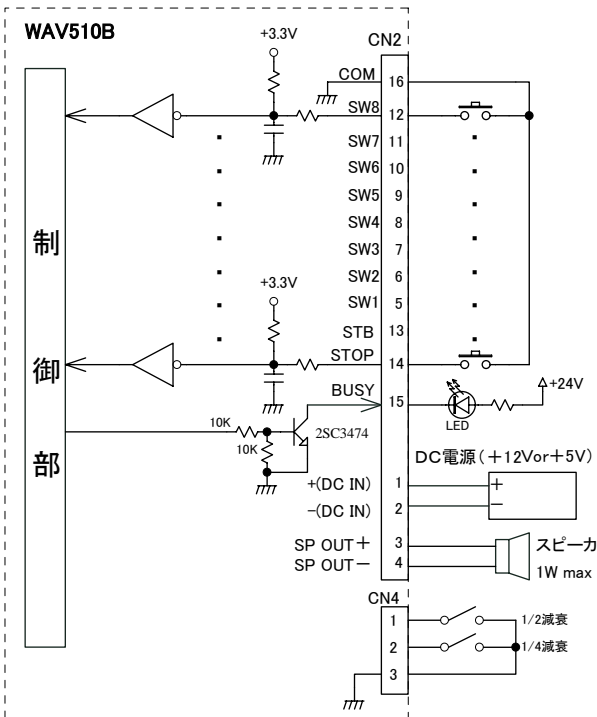 WAV510B
CN2
+3.3V
COM
16
SW8
12
SW7
11
SW6
10
SW5
9
SW4
8
SW3
7
SW2
6
SW1
5
STB
13
+3.3V
STOP
14
BUSY
15
+24V
LED
10K
10K
2SC3474
制
御
部
DC電源(+12Vor+5V)
+(DC IN)
1
+
-(DC IN)
2
−
SP OUT+
3
スピーカ
SP OUT−
4
1W max
CN4
1
1/2減衰
2
1/4減衰
3